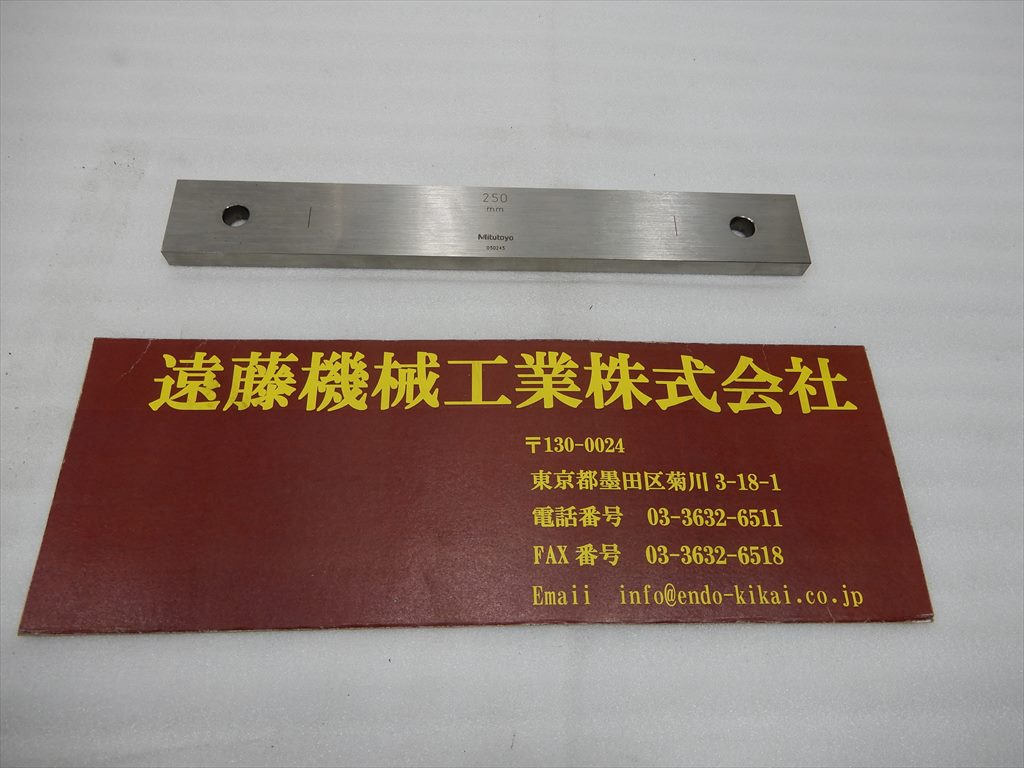 250
mm
Mitutoyo
050245
遠藤機械工業株式会社
〒130-0024
東京都墨田区菊川 3-18-1
電話番号 03-3632-6511
FAX 番号 03-3632-6518
Emaii info@endo-kikai.co.jp